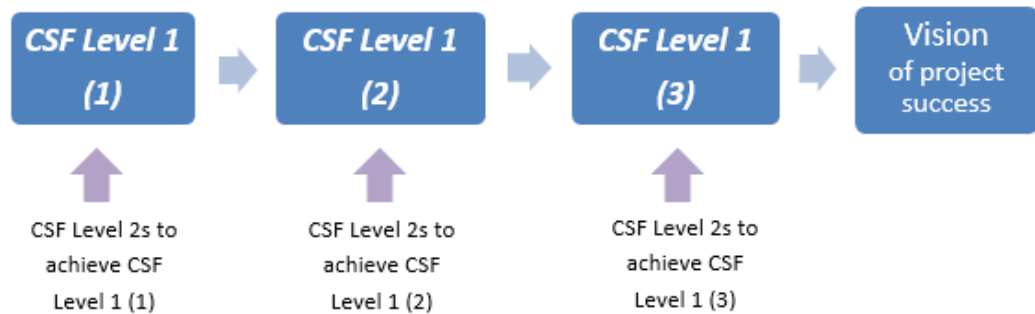 CSF Level 1
(1)
CSF Level 1
(2)
CSF Level 1
(3)
Vision
of project
success
CSF Level 2s to
achieve CSF
Level 1 (1)
CSF Level 2s to
achieve CSF
Level 1 (2)
CSF Level 2s to
achieve CSF
Level 1 (3)